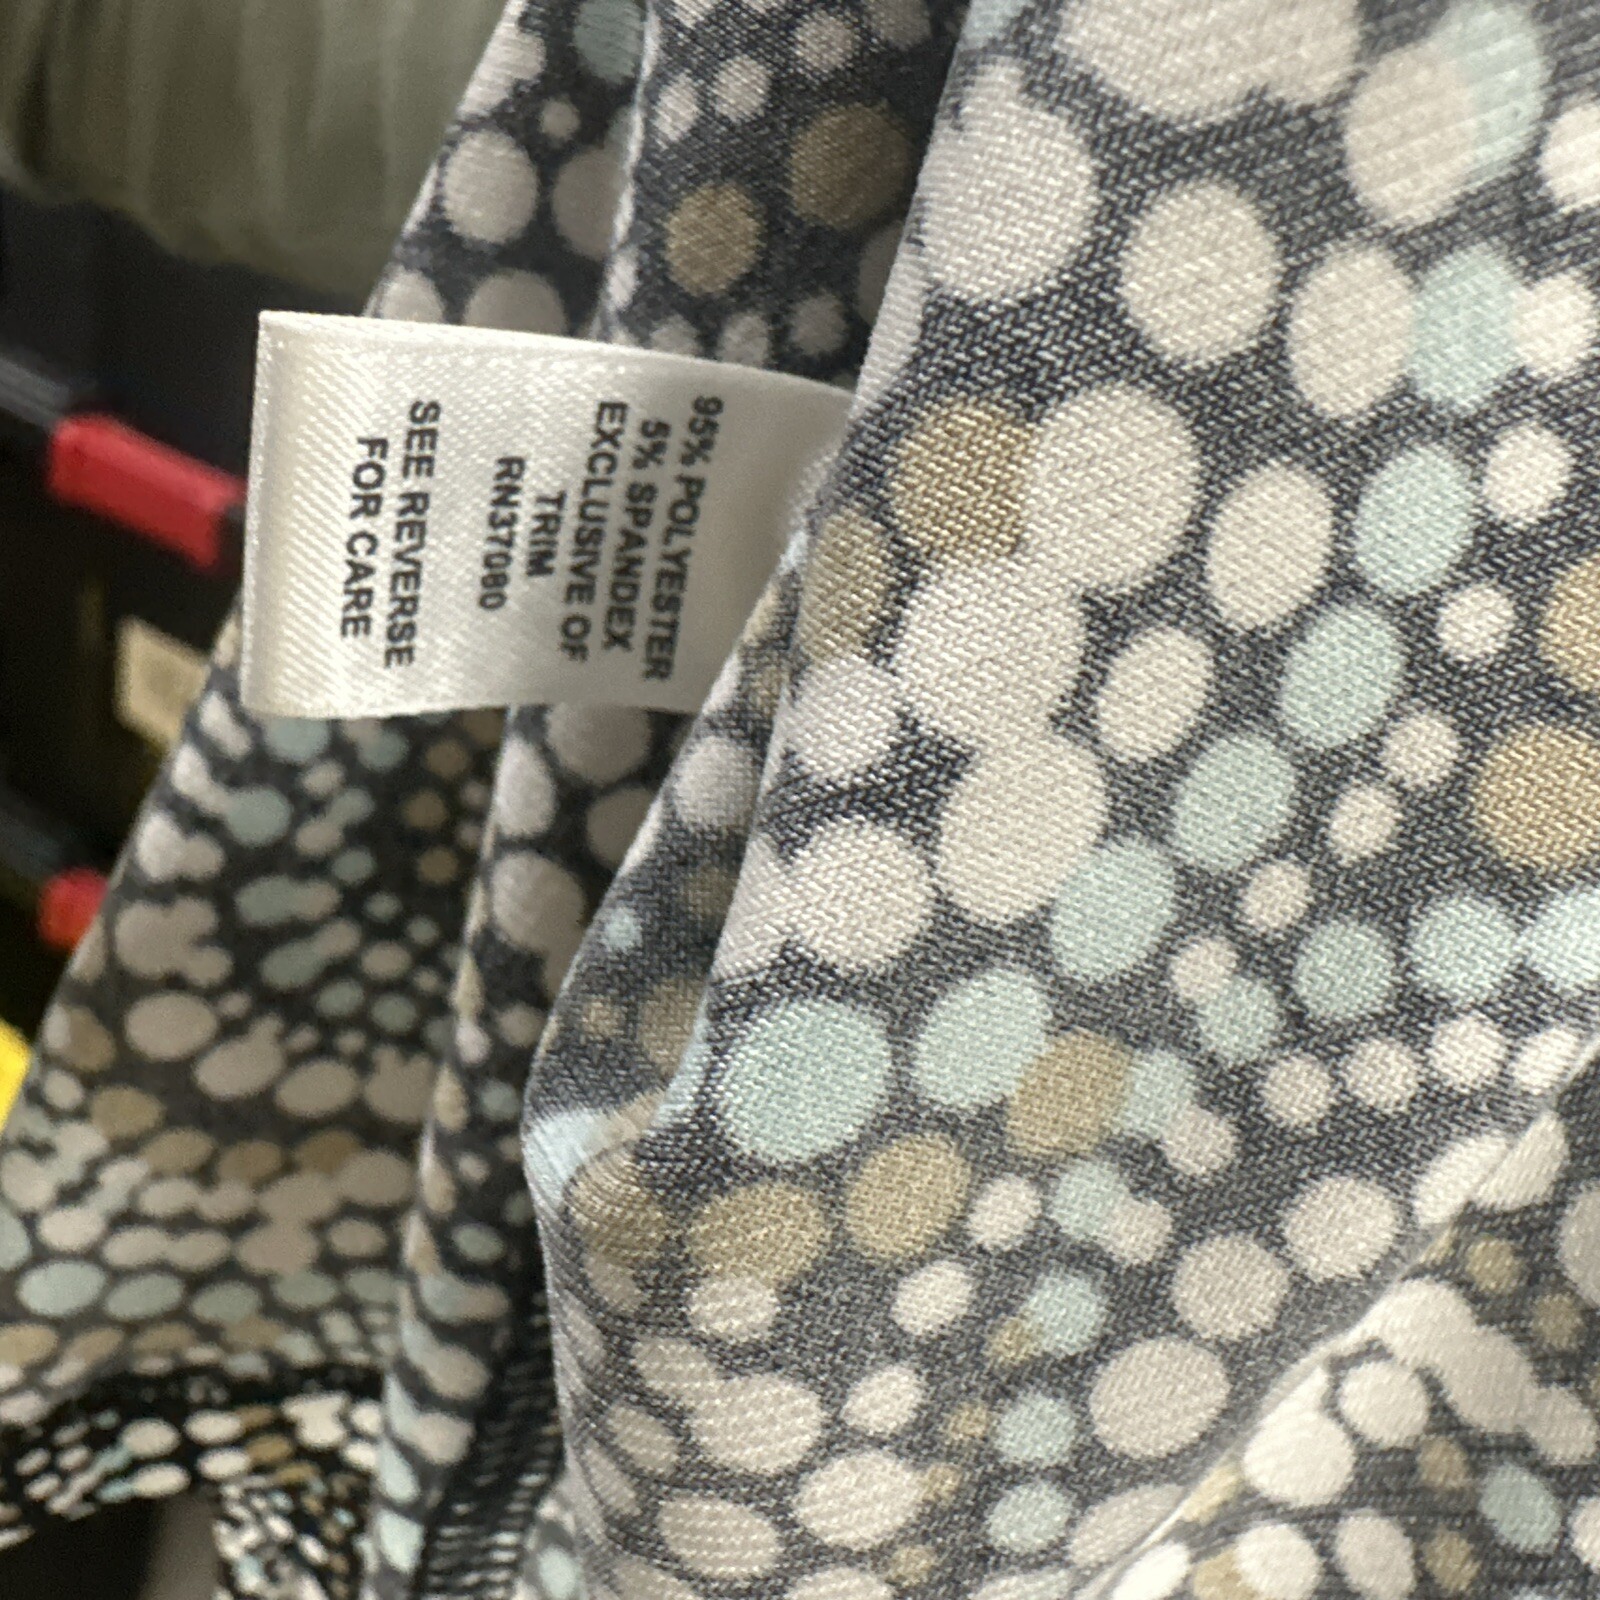 95% POLYESTER
5% SPANDEX
EXCLUSIVE OF
TRIM
RN37080
SEE REVERSE
FOR CARE